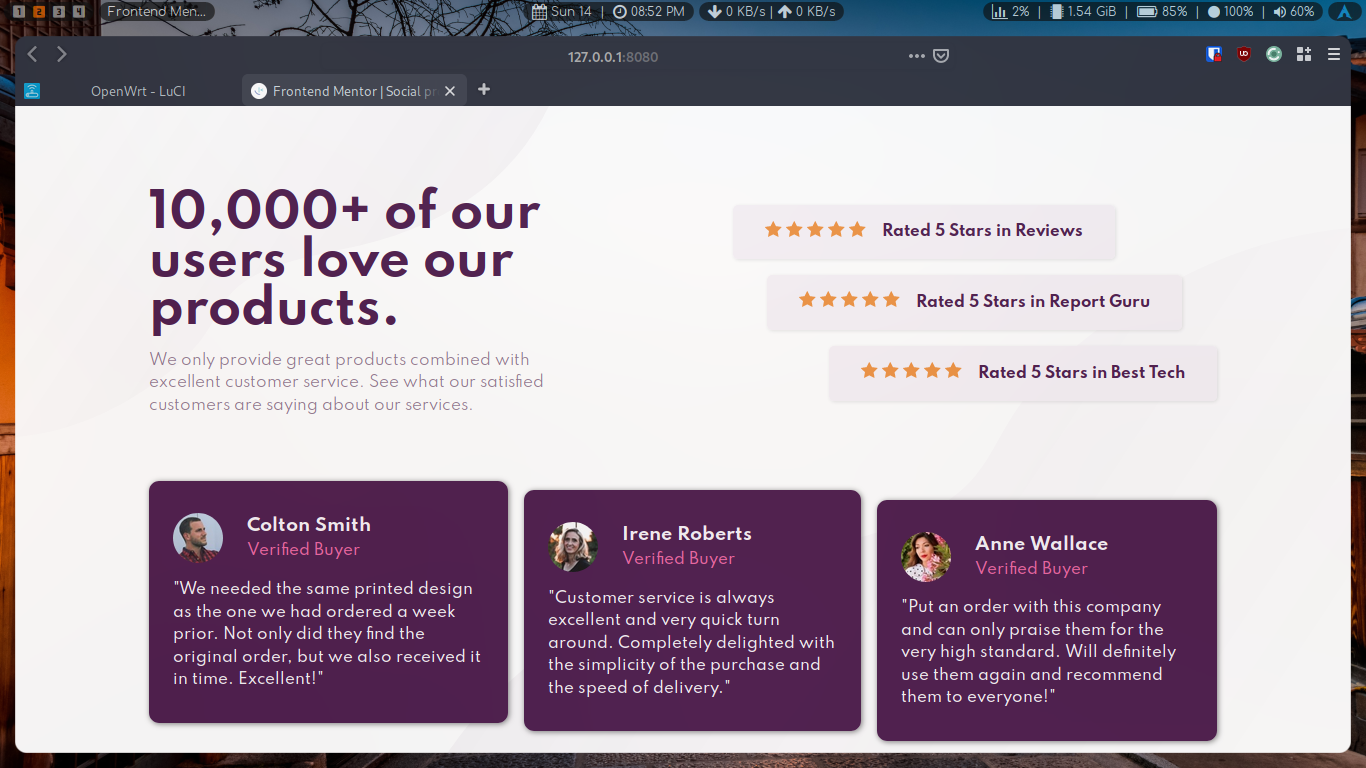 1 2 3 4 Frontend Men... Sun 14 | 08:52 PM 0 KB/s | 0 KB/s 2% | 1.54 GiB | 85% | 100% | 60%
127.0.0.1:8080
OpenWrt - LuCI Frontend Mentor | Social pr
10,000+ of our
users love our
products.
We only provide great products combined with
excellent customer service. See what our satisfied
customers are saying about our services.
Rated 5 Stars in Reviews
Rated 5 Stars in Report Guru
Rated 5 Stars in Best Tech
Colton Smith
Verified Buyer
"We needed the same printed design
as the one we had ordered a week
prior. Not only did they find the
original order, but we also received it
in time. Excellent!"
Irene Roberts
Verified Buyer
"Customer service is always
excellent and very quick turn
around. Completely delighted with
the simplicity of the purchase and
the speed of delivery."
Anne Wallace
Verified Buyer
"Put an order with this company
and can only praise them for the
very high standard. Will definitely
use them again and recommend
them to everyone!"